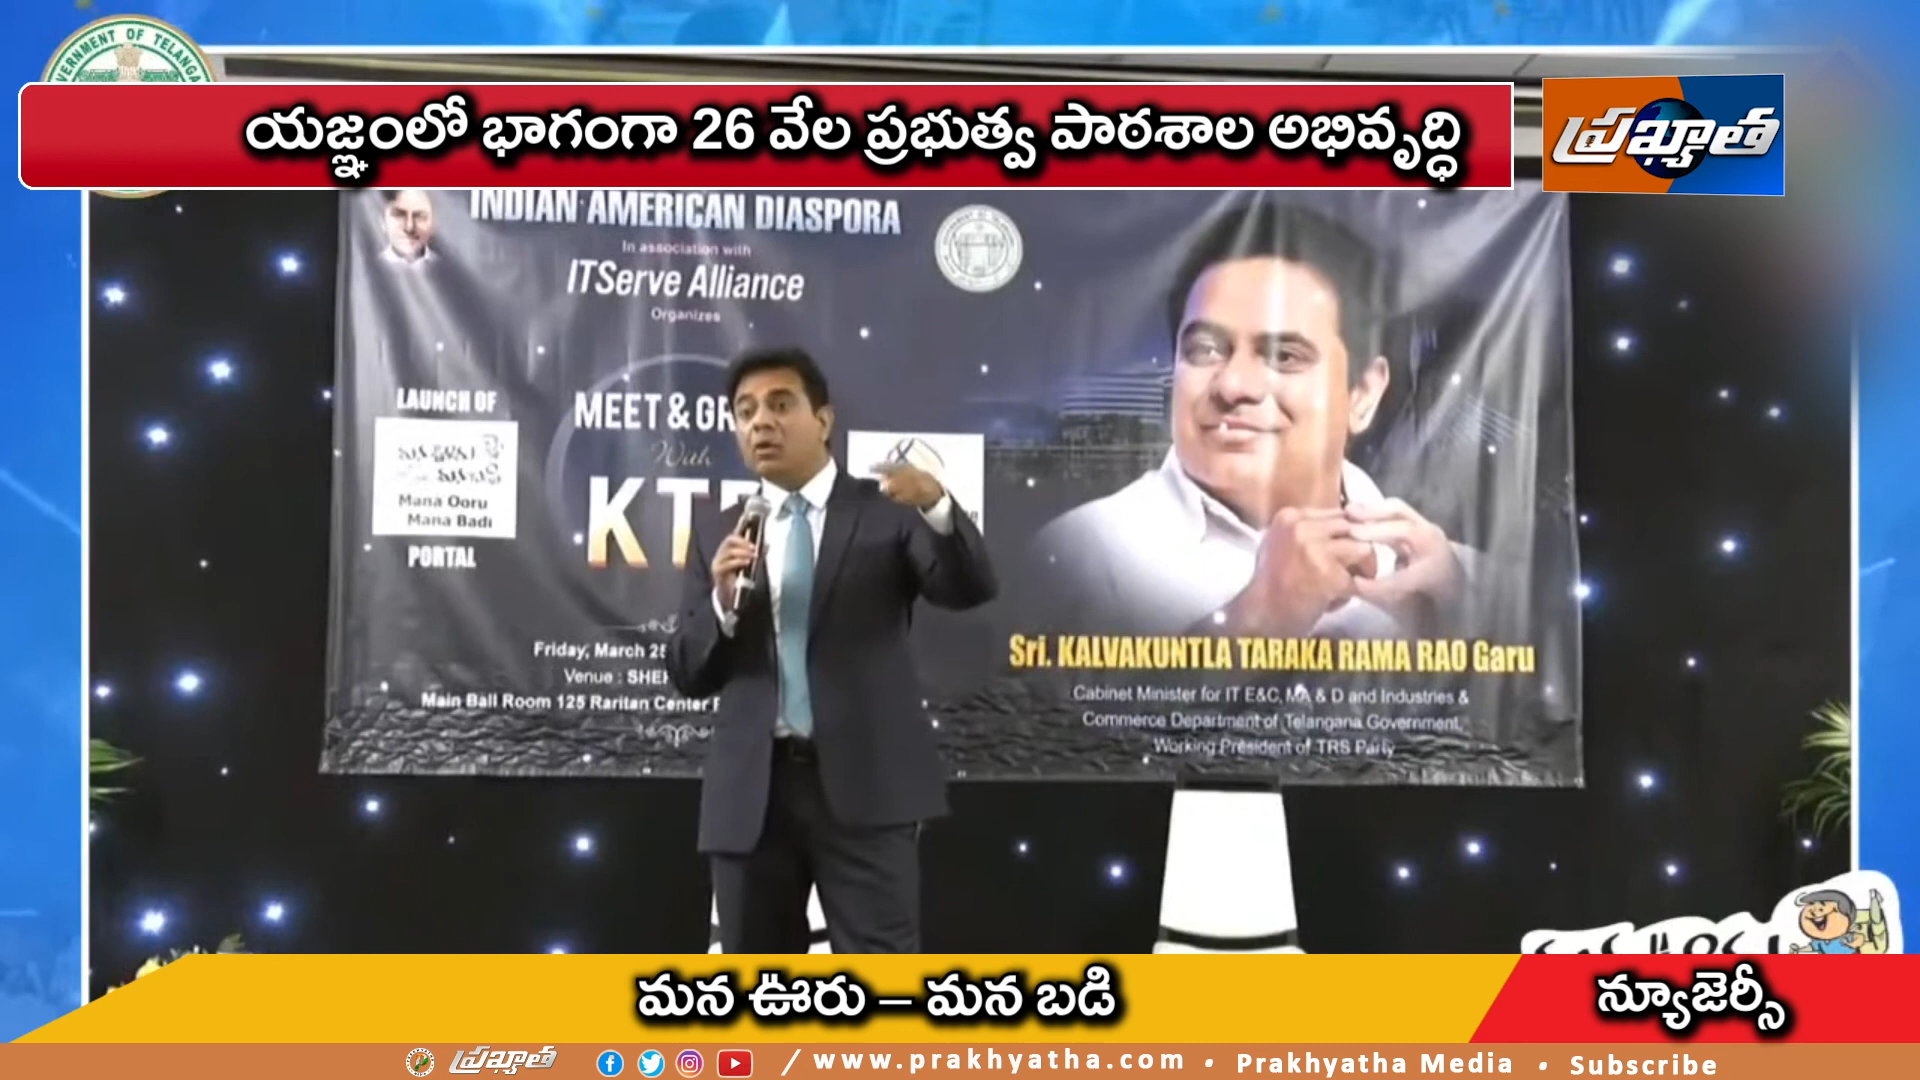 GOVERNMENT OF TELANGANA
యజ్ఞంలో భాగంగా 26 వేల ప్రభుత్వ పాఠశాల అభివృద్ధి
ప్రఖ్యాత
INDIAN AMERICAN DIASPORA
In association with
ITServe Alliance
Organizes
LAUNCH OF
Mana Ooru
Mana Badi
PORTAL
MEET & GR
With
KT
Friday, March 25
Venue : SHE
Main Ball Room 125 Raritan Center
Sri. KALVAKUNTLA TARAKA RAMA RAO Garu
Cabinet Minister for IT E&C, MA & D and Industries &
Commerce Department of Telangana Government,
Working President of TRS Party
మన ఊరు – మన బడి
న్యూజెర్సీ
ప్రఖ్యాత
/ www.prakhyatha.com • Prakhyatha Media • Subscribe